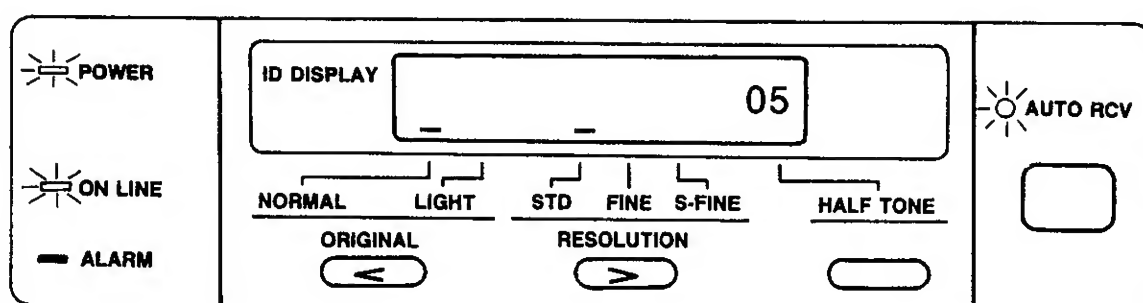 POWER
ID DISPLAY
05
AUTO RCV
ON LINE
NORMAL LIGHT STD FINE S-FINE HALF TONE
ALARM
ORIGINAL RESOLUTION
< >